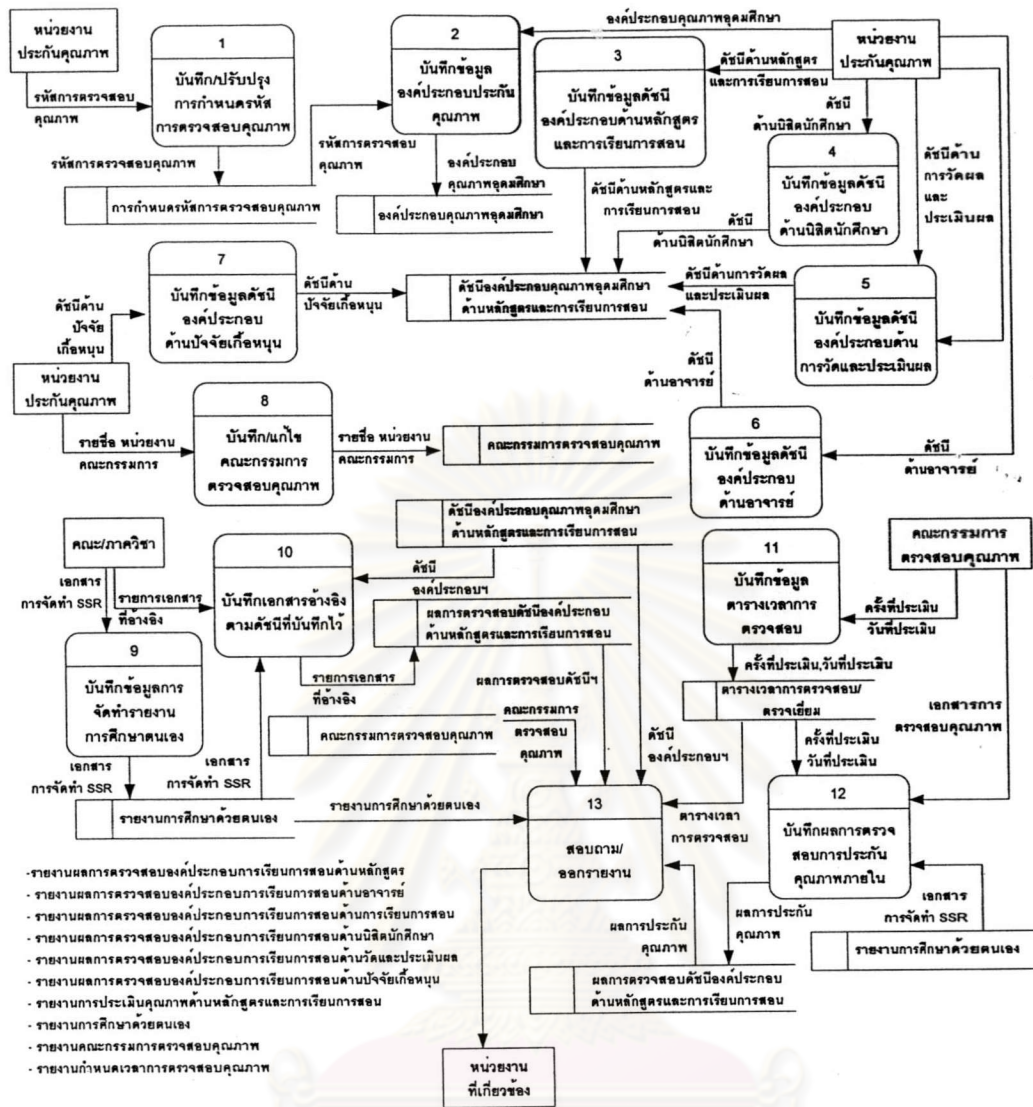 หน่วยงาน
ประกันคุณภาพ
รหัสการตรวจสอบ
คุณภาพ
1
บันทึก/ปรับปรุง
การกำหนดรหัส
การตรวจสอบคุณภาพ
รหัสการตรวจสอบคุณภาพ
การกำหนดรหัสการตรวจสอบคุณภาพ
รหัสการตรวจสอบ
คุณภาพ
2
บันทึกข้อมูล
องค์ประกอบประกัน
คุณภาพ
องค์ประกอบ
คุณภาพอุดมศึกษา
องค์ประกอบคุณภาพอุดมศึกษา
องค์ประกอบคุณภาพอุดมศึกษา
หน่วยงาน
ประกันคุณภาพ
3
บันทึกข้อมูลดัชนี
องค์ประกอบด้านหลักสูตร
และการเรียนการสอน
ดัชนีด้านหลักสูตร
และการเรียนการสอน
ดัชนี
ด้านนิสิตนักศึกษา
4
บันทึกข้อมูลดัชนี
องค์ประกอบ
ด้านนิสิตนักศึกษา
ดัชนีด้าน
การวัดผล
และ
ประเมินผล
ดัชนีด้านหลักสูตรและ
การเรียนการสอน
ดัชนี
ด้านนิสิตนักศึกษา
7
บันทึกข้อมูลดัชนี
องค์ประกอบ
ด้านปัจจัยเกื้อหนุน
ดัชนีด้าน
ปัจจัยเกื้อหนุน
ดัชนีด้าน
ปัจจัย
เกื้อหนุน
ดัชนีองค์ประกอบคุณภาพอุดมศึกษา
ด้านหลักสูตรและการเรียนการสอน
ดัชนีด้านการวัดผล
และประเมินผล
5
บันทึกข้อมูลดัชนี
องค์ประกอบด้าน
การวัดและประเมินผล
หน่วยงาน
ประกันคุณภาพ
รายชื่อ หน่วยงาน
คณะกรรมการ
8
บันทึก/แก้ไข
คณะกรรมการ
ตรวจสอบคุณภาพ
รายชื่อ หน่วยงาน
คณะกรรมการ
คณะกรรมการตรวจสอบคุณภาพ
ดัชนี
ด้านอาจารย์
6
บันทึกข้อมูลดัชนี
องค์ประกอบ
ด้านอาจารย์
ดัชนี
ด้านอาจารย์
ดัชนีองค์ประกอบคุณภาพอุดมศึกษา
ด้านหลักสูตรและการเรียนการสอน
คณะ/ภาควิชา
เอกสาร
การจัดทำ SSR
รายการเอกสาร
ที่อ้างอิง
10
บันทึกเอกสารอ้างอิง
ตามดัชนีที่บันทึกไว้
ดัชนี
องค์ประกอบฯ
ผลการตรวจสอบดัชนีองค์ประกอบ
ด้านหลักสูตรและการเรียนการสอน
11
บันทึกข้อมูล
ตารางเวลาการ
ตรวจสอบ
คณะกรรมการ
ตรวจสอบคุณภาพ
ครั้งที่ประเมิน
วันที่ประเมิน
9
บันทึกข้อมูลการ
จัดทำรายงาน
การศึกษาตนเอง
รายการเอกสาร
ที่อ้างอิง
ผลการตรวจสอบดัชนีฯ
ครั้งที่ประเมิน,วันที่ประเมิน
ตารางเวลาการตรวจสอบ/
ตรวจเยี่ยม
คณะกรรมการตรวจสอบคุณภาพ
คณะกรรมการ
ตรวจสอบ
คุณภาพ
ดัชนี
องค์ประกอบฯ
ครั้งที่ประเมิน
วันที่ประเมิน
เอกสารการ
ตรวจสอบคุณภาพ
เอกสาร
การจัดทำ SSR
เอกสาร
การจัดทำ SSR
รายงานการศึกษาด้วยตนเอง
รายงานการศึกษาด้วยตนเอง
13
สอบถาม/
ออกรายงาน
ตารางเวลา
การตรวจสอบ
12
บันทึกผลการตรวจ
สอบการประกัน
คุณภาพภายใน
เอกสาร
การจัดทำ SSR
รายงานการศึกษาด้วยตนเอง
ผลการประกัน
คุณภาพ
ผลการประกัน
คุณภาพ
ผลการตรวจสอบดัชนีองค์ประกอบ
ด้านหลักสูตรและการเรียนการสอน
-รายงานผลการตรวจสอบองค์ประกอบการเรียนการสอนด้านหลักสูตร
- รายงานผลการตรวจสอบองค์ประกอบการเรียนการสอนด้านอาจารย์
- รายงานผลการตรวจสอบองค์ประกอบการเรียนการสอนด้านการเรียนการสอน
- รายงานผลการตรวจสอบองค์ประกอบการเรียนการสอนด้านนิสิตนักศึกษา
- รายงานผลการตรวจสอบองค์ประกอบการเรียนการสอนด้านวัดและประเมินผล
- รายงานผลการตรวจสอบองค์ประกอบการเรียนการสอนด้านปัจจัยเกื้อหนุน
- รายงานการประเมินคุณภาพด้านหลักสูตรและการเรียนการสอน
- รายงานการศึกษาด้วยตนเอง
- รายงานคณะกรรมการตรวจสอบคุณภาพ
- รายงานกำหนดเวลาการตรวจสอบคุณภาพ
หน่วยงาน
ที่เกี่ยวข้อง